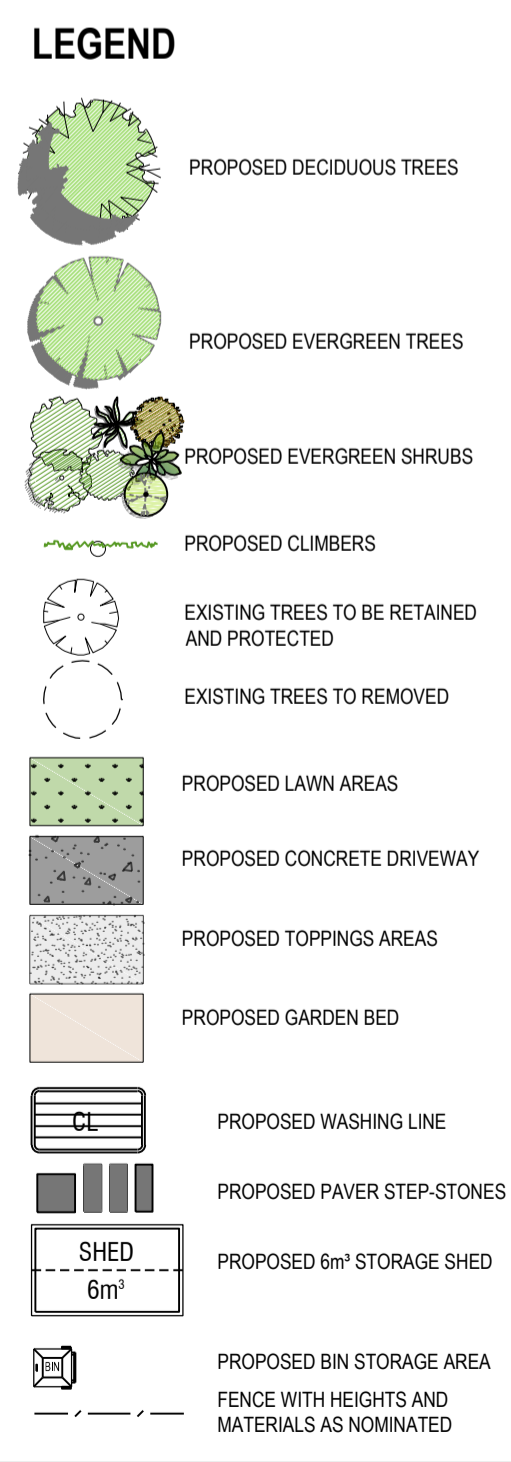 LEGEND
PROPOSED DECIDUOUS TREES
PROPOSED EVERGREEN TREES
PROPOSED EVERGREEN SHRUBS
PROPOSED CLIMBERS
EXISTING TREES TO BE RETAINED
AND PROTECTED
EXISTING TREES TO REMOVED
PROPOSED LAWN AREAS
PROPOSED CONCRETE DRIVEWAY
PROPOSED TOPPINGS AREAS
PROPOSED GARDEN BED
CL
PROPOSED WASHING LINE
PROPOSED PAVER STEP-STONES
SHED
6m³
PROPOSED 6m³ STORAGE SHED
BIN
PROPOSED BIN STORAGE AREA
FENCE WITH HEIGHTS AND
MATERIALS AS NOMINATED